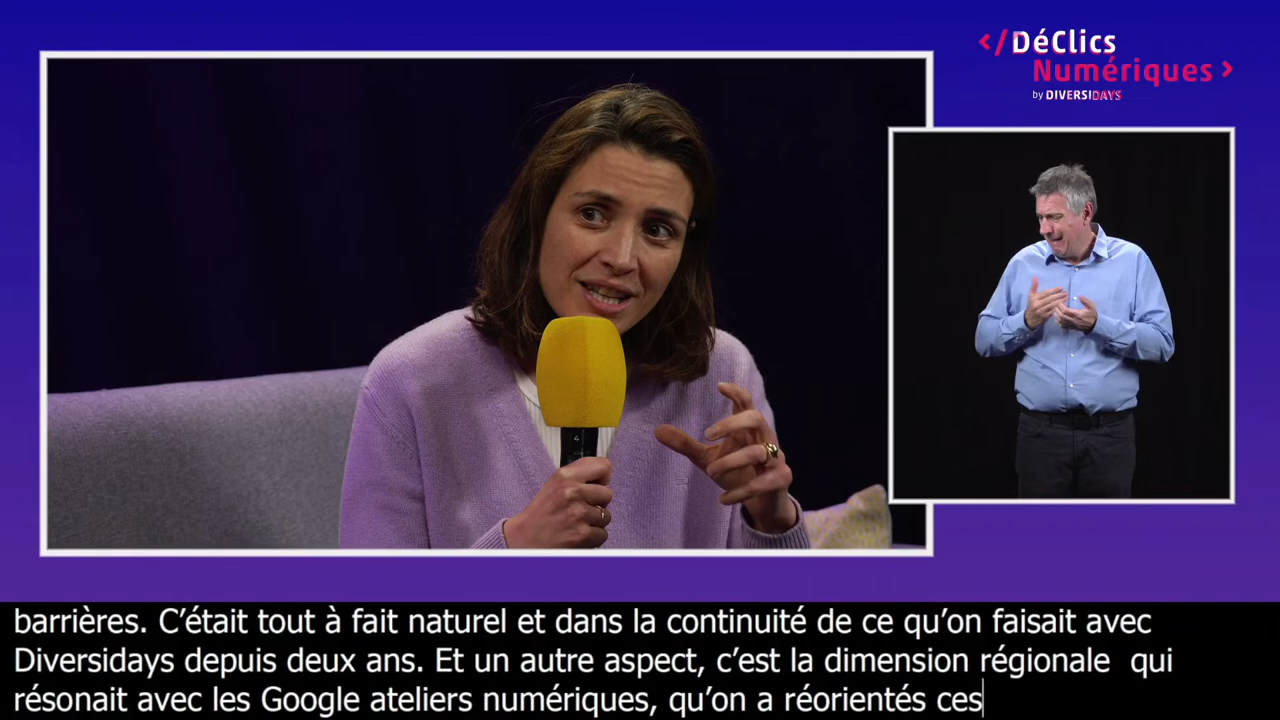 </DéClics
Numériques >
by DIVERSIDAYS
4
barrières. C’était tout à fait naturel et dans la continuité de ce qu’on faisait avec
Diversidays depuis deux ans. Et un autre aspect, c’est la dimension régionale  qui
résonait avec les Google ateliers numériques, qu’on a réorientés ces